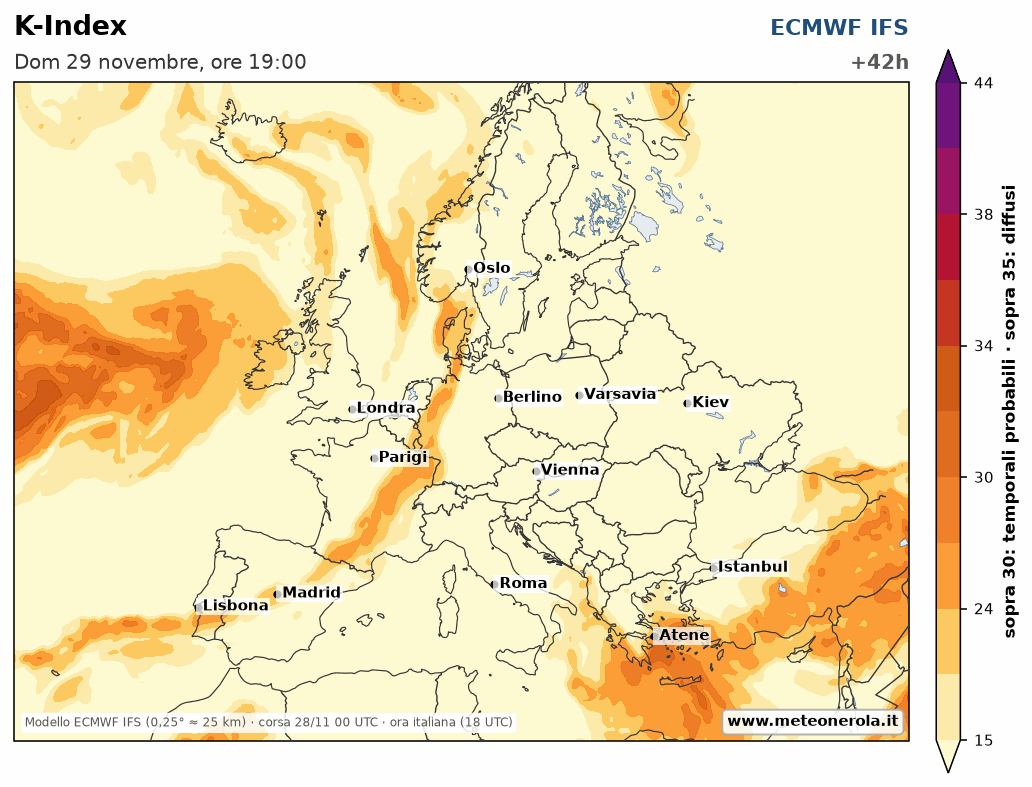 K-Index
ECMWF IFS
Dom 29 novembre, ore 19:00
+42h
44
38
34
30
24
15
sopra 30: temporali probabili · sopra 35: diffusi
Oslo
Berlino
Varsavia
Kiev
Londra
Parigi
Vienna
Istanbul
Roma
Madrid
Lisbona
Atene
Modello ECMWF IFS (0,25° ≈ 25 km) · corsa 28/11 00 UTC · ora italiana (18 UTC)
www.meteonerola.it